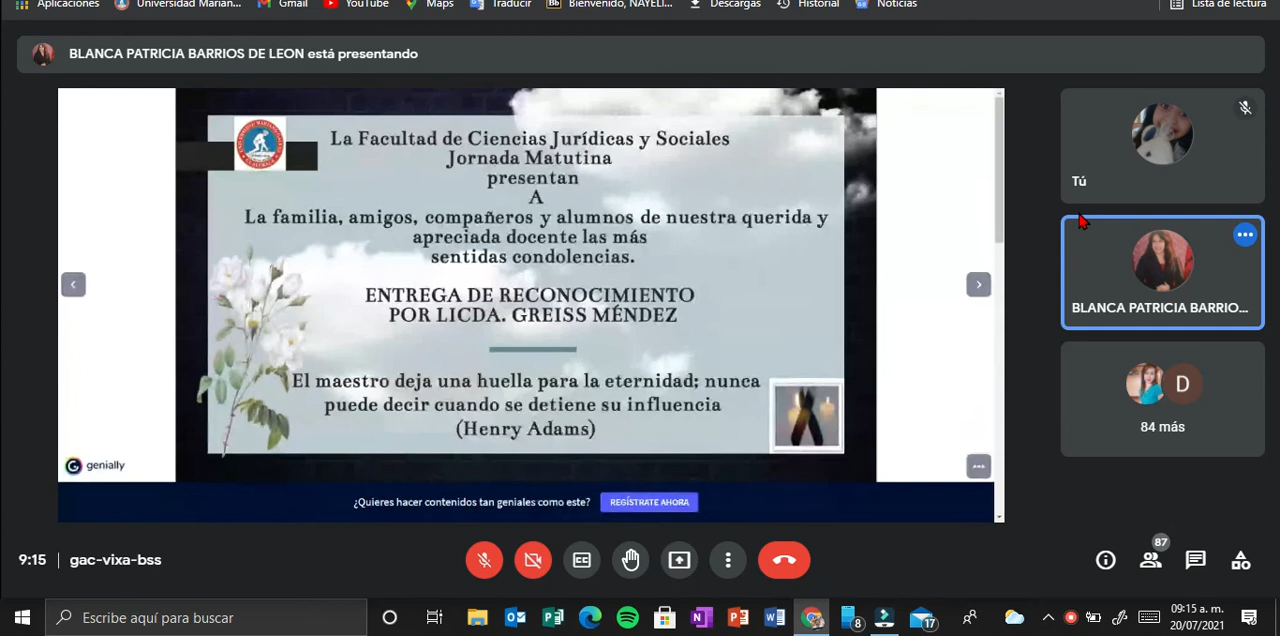 Aplicaciones
Universidad Marian...
Gmail
YouTube
Maps
Traducir
Bb
Bienvenido, NAYELI...
Descargas
Historial
Noticias
Lista de lectura
BLANCA PATRICIA BARRIOS DE LEON está presentando
La Facultad de Ciencias Jurídicas y Sociales
Jornada Matutina
presentan
A
La familia, amigos, compañeros y alumnos de nuestra querida y
apreciada docente las más
sentidas condolencias.
ENTREGA DE RECONOCIMIENTO
POR LICDA. GREISS MÉNDEZ
El maestro deja una huella para la eternidad; nunca
puede decir cuando se detiene su influencia
(Henry Adams)
genially
¿Quieres hacer contenidos tan geniales como este?
REGÍSTRATE AHORA
Tú
BLANCA PATRICIA BARRIO...
D
84 más
9:15 | gac-vixa-bss
87
Escribe aquí para buscar
8
17
09:15 a. m.
20/07/2021